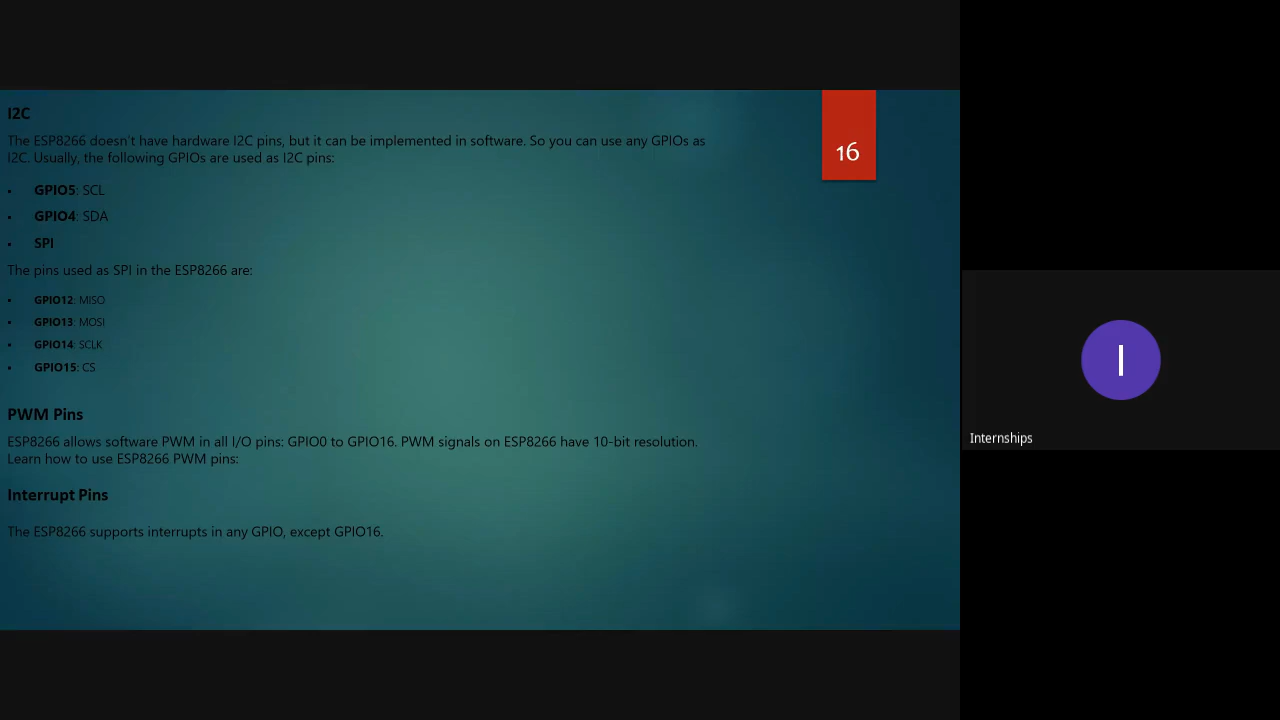 I2C
The ESP8266 doesn't have hardware I2C pins, but it can be implemented in software. So you can use any GPIOs as
I2C. Usually, the following GPIOs are used as I2C pins:
▪ GPIO5: SCL
▪ GPIO4: SDA
▪ SPI
The pins used as SPI in the ESP8266 are:
▪ GPIO12: MISO
▪ GPIO13: MOSI
▪ GPIO14: SCLK
▪ GPIO15: CS
PWM Pins
ESP8266 allows software PWM in all I/O pins: GPIO0 to GPIO16. PWM signals on ESP8266 have 10-bit resolution.
Learn how to use ESP8266 PWM pins:
Interrupt Pins
The ESP8266 supports interrupts in any GPIO, except GPIO16.
16
I
Internships